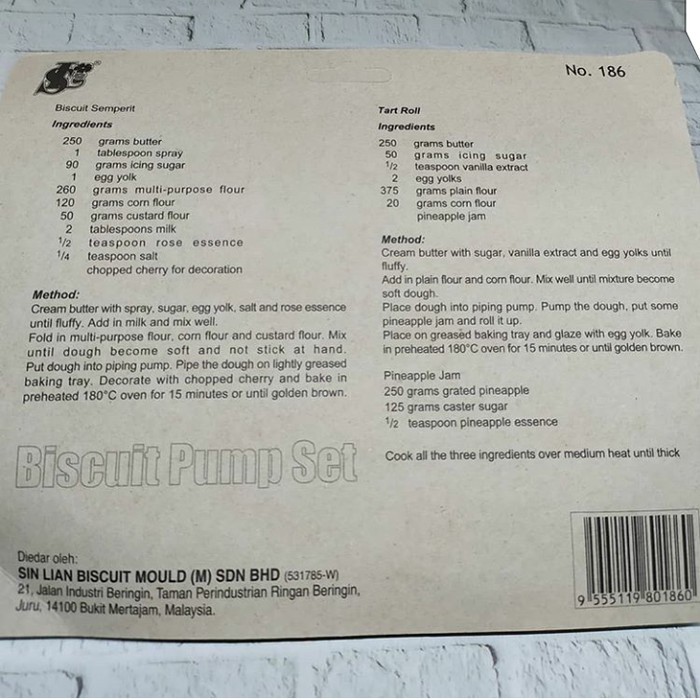 No. 186
Biscuit Semperit
Ingredients
250 grams butter
1 tablespoon spray
90 grams icing sugar
1 egg yolk
260 grams multi-purpose flour
120 grams corn flour
50 grams custard flour
2 tablespoons milk
1/2 teaspoon rose essence
1/4 teaspoon salt
chopped cherry for decoration
Method:
Cream butter with spray, sugar, egg yolk, salt and rose essence
until fluffy. Add in milk and mix well.
Fold in multi-purpose flour, corn flour and custard flour. Mix
until dough become soft and not stick at hand.
Put dough into piping pump. Pipe the dough on lightly greased
baking tray. Decorate with chopped cherry and bake in
preheated 180°C oven for 15 minutes or until golden brown.
Tart Roll
Ingredients
250 grams butter
50 grams icing sugar
1/2 teaspoon vanilla extract
2 egg yolks
375 grams plain flour
20 grams corn flour
pineapple jam
Method:
Cream butter with sugar, vanilla extract and egg yolks until
fluffy.
Add in plain flour and corn flour. Mix well until mixture become
soft dough.
Place dough into piping pump. Pump the dough, put some
pineapple jam and roll it up.
Place on greased baking tray and glaze with egg yolk. Bake
in preheated 180°C oven for 15 minutes or until golden brown.
Pineapple Jam
250 grams grated pineapple
125 grams caster sugar
1/2 teaspoon pineapple essence
Cook all the three ingredients over medium heat until thick
Biscuit Pump Set
Diedar oleh:
SIN LIAN BISCUIT MOULD (M) SDN BHD (531785-W)
21, Jalan Industri Beringin, Taman Perindustrian Ringan Beringin,
Juru, 14100 Bukit Mertajam, Malaysia.
9 555119 801860